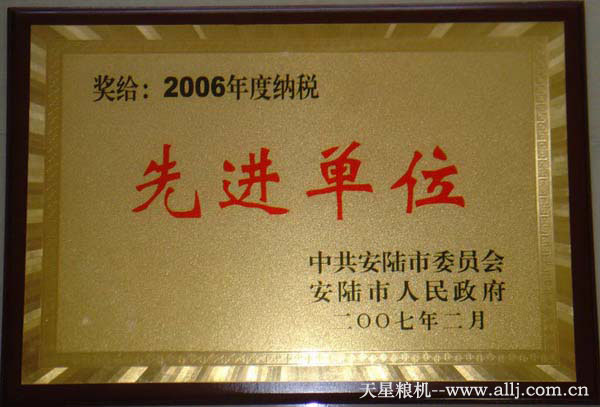 奖给：2006年度纳税
先进单位
中共安陆市委员会
安陆市人民政府
二〇〇七年二月
天星粮机--www.allj.com.cn